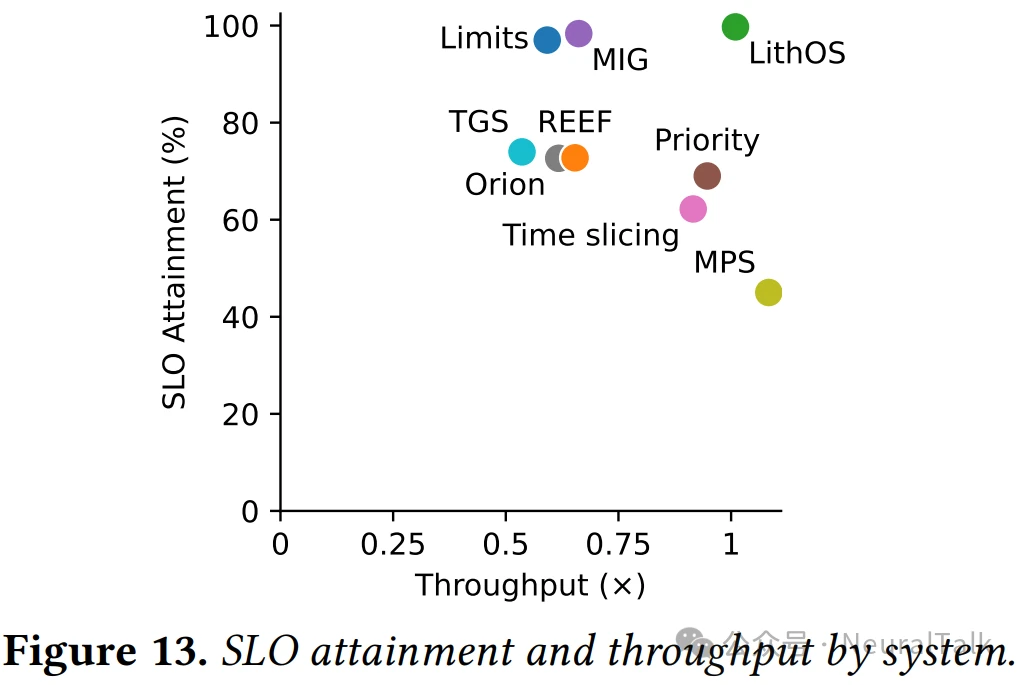 100
Limits
MIG
LithOS
80
TGS
REEF
Priority
Orion
60
Time slicing
MPS
40
20
0
SLO Attainment (%)
0
0.25
0.5
0.75
1
Throughput (×)
Figure 13. SLO attainment and throughput by system.
公众号 · NeuralTalk